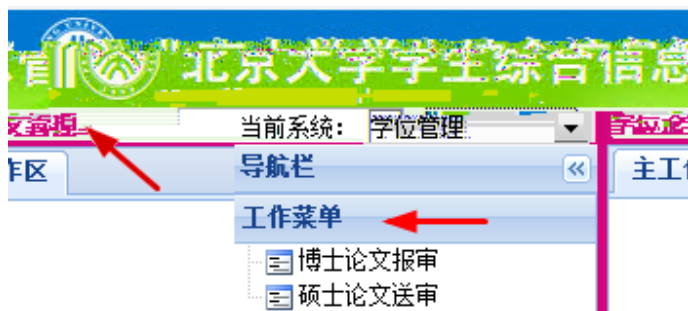 北京大学学生综合信息
当前系统： 学位管理
作区
导航栏
主工作
工作菜单
博士论文报审
硕士论文送审